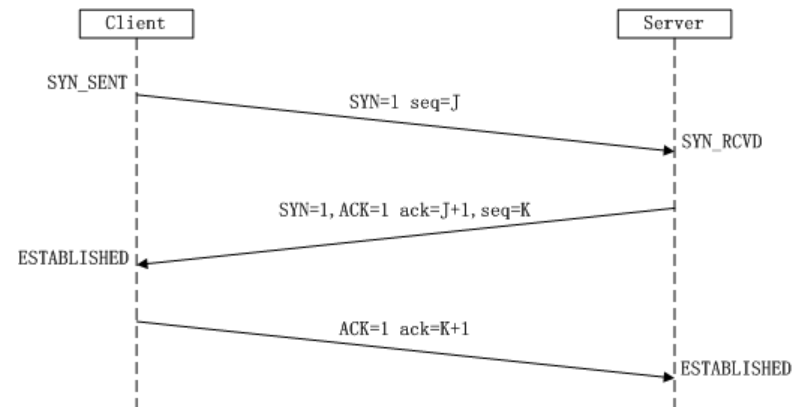 Client
Server
SYN_SENT
SYN=1 seq=J
SYN_RCVD
SYN=1,ACK=1 ack=J+1,seq=K
ESTABLISHED
ACK=1 ack=K+1
ESTABLISHED